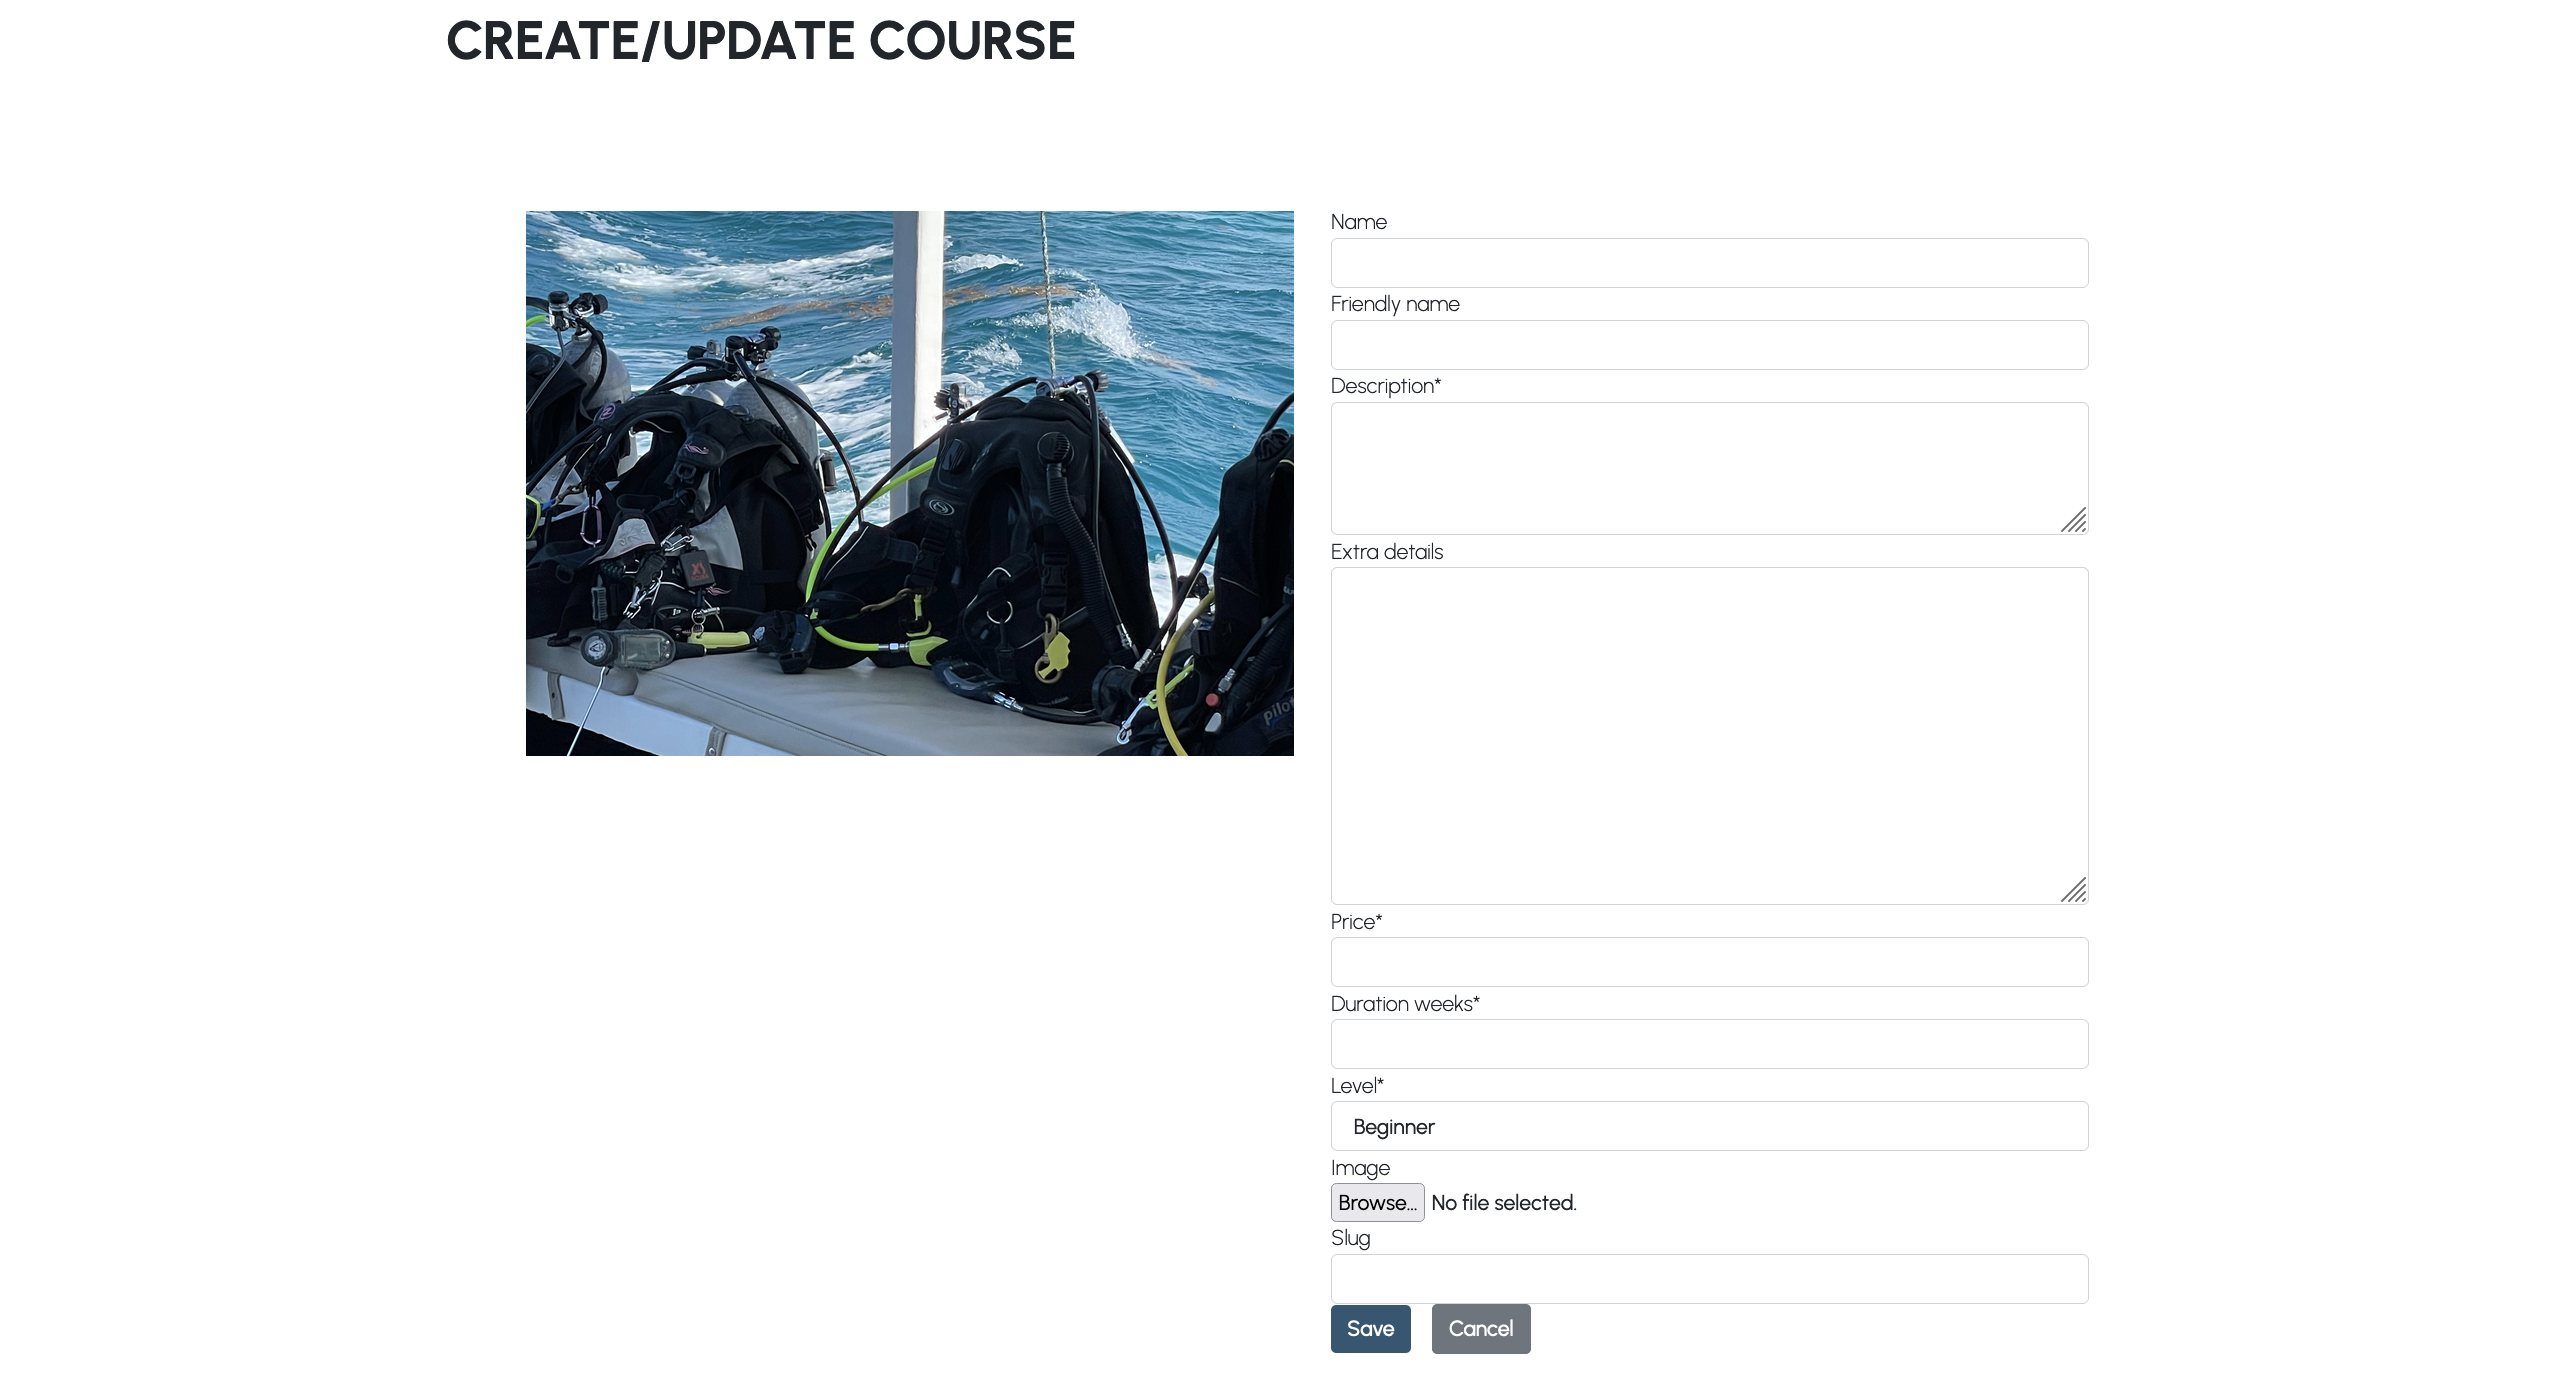 CREATE/UPDATE COURSE
Name
Friendly name
Description*
Extra details
Price*
Duration weeks*
Level*
Beginner
Image
Browse... No file selected.
Slug
Save Cancel